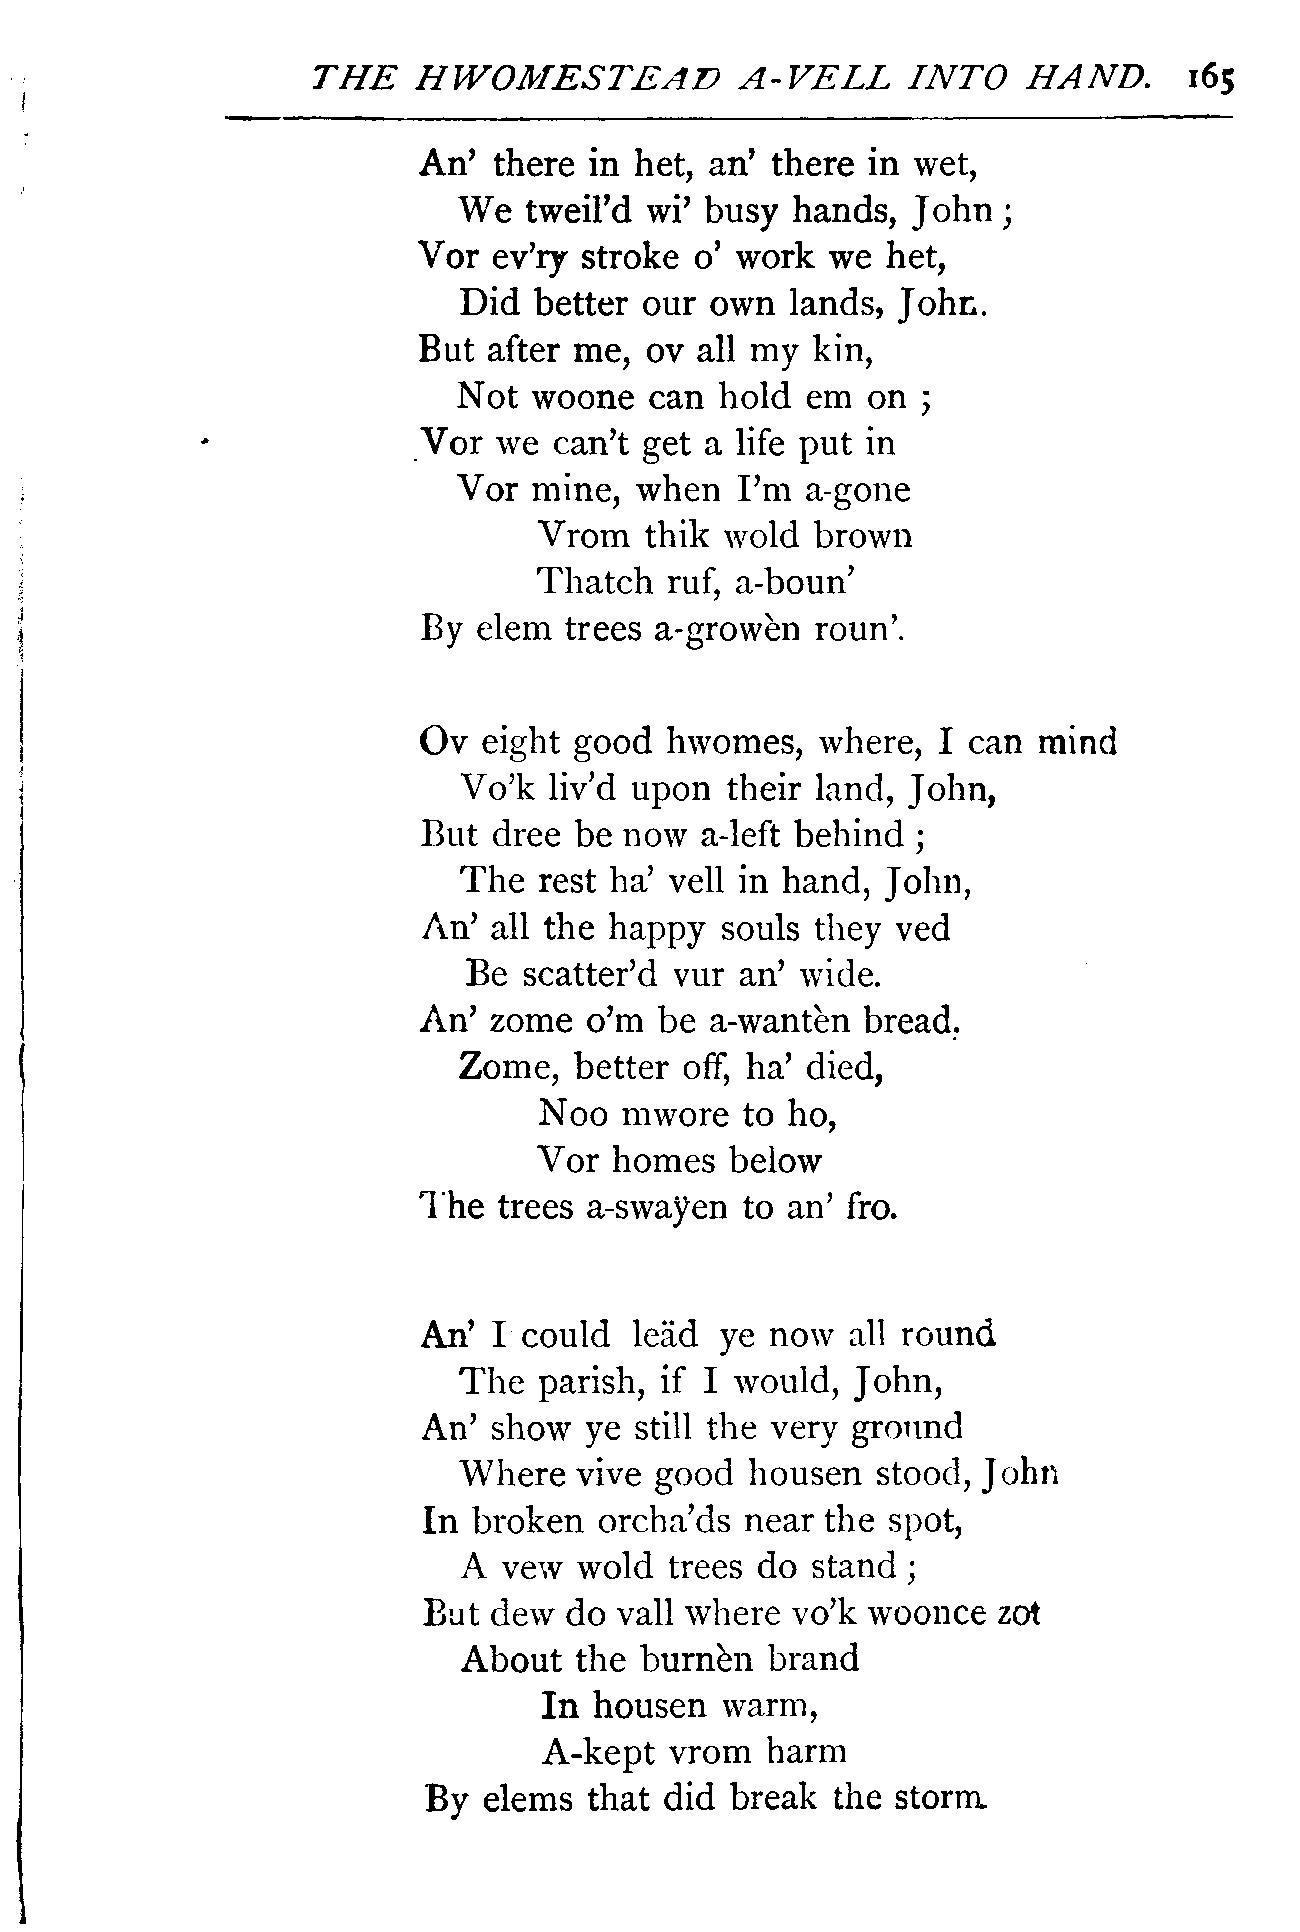 THE HWOMESTEAD A-VELL INTO HAND. 165
An' there in het, an' there in wet,
We tweil'd wi' busy hands, John;
Vor ev'ry stroke o' work we het,
Did better our own lands, John.
But after me, ov all my kin,
Not woone can hold em on;
Vor we can't get a life put in
Vor mine, when I'm a-gone
Vrom thik wold brown
Thatch ruf, a-boun'
By elem trees a-growèn roun'.
Ov eight good hwomes, where, I can mind
Vo'k liv'd upon their land, John,
But dree be now a-left behind;
The rest ha' vell in hand, John,
An' all the happy souls they ved
Be scatter'd vur an' wide.
An' zome o'm be a-wantèn bread,
Zome, better off, ha' died,
Noo mwore to ho,
Vor homes below
The trees a-swaÿen to an' fro.
An' I could leäd ye now all round
The parish, if I would, John,
An' show ye still the very ground
Where vive good housen stood, John
In broken orcha'ds near the spot,
A vew wold trees do stand;
But dew do vall where vo'k woonce zot
About the burnèn brand
In housen warm,
A-kept vrom harm
By elems that did break the storm.